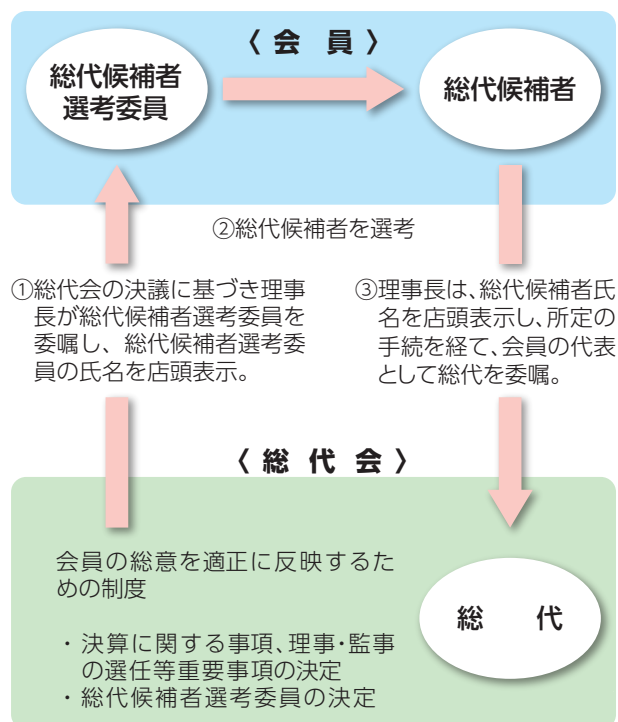 〈 会　員 〉
総代候補者
選考委員
総代候補者
②総代候補者を選考
①総代会の決議に基づき理事
長が総代候補者選考委員を
委嘱し、総代候補者選考委
員の氏名を店頭表示。
③理事長は、総代候補者氏
名を店頭表示し、所定の
手続を経て、会員の代表
として総代を委嘱。
〈 総 代 会 〉
会員の総意を適正に反映するた
めの制度
・決算に関する事項、理事・監事
の選任等重要事項の決定
・総代候補者選考委員の決定
総　代